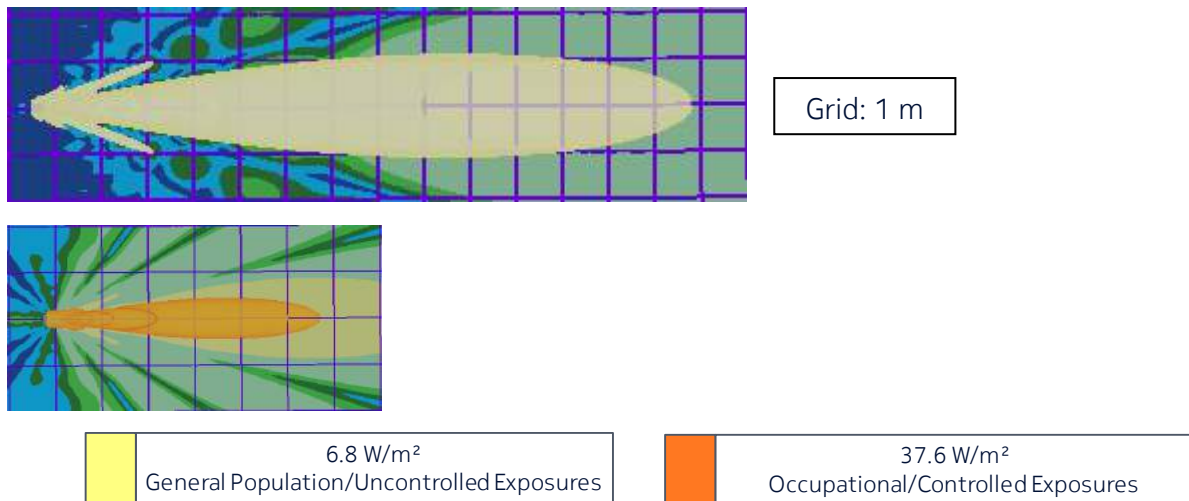 Grid: 1 m
6.8 W/m²
General Population/Uncontrolled Exposures
37.6 W/m²
Occupational/Controlled Exposures